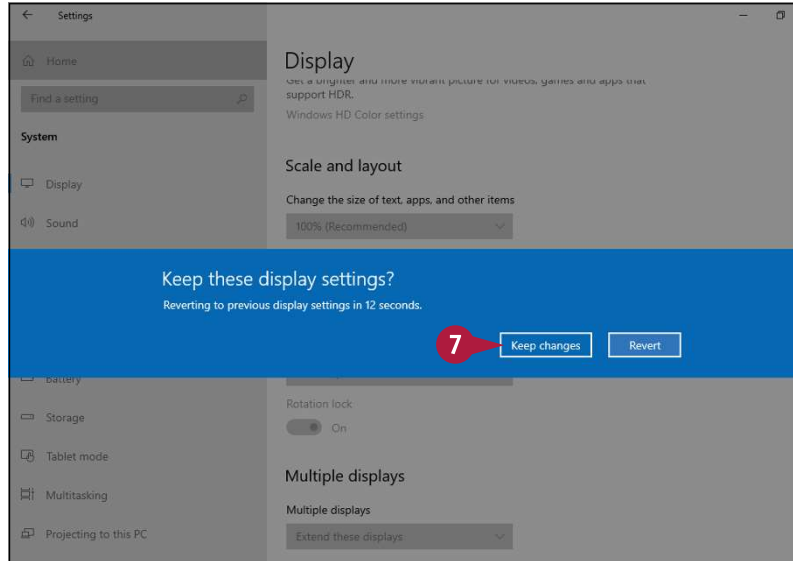 Settings
Home
Find a setting
System
Display
Sound
Battery
Storage
Tablet mode
Multitasking
Projecting to this PC
Display
Get a brighter and more vibrant picture for videos, games and apps that
support HDR.
Windows HD Color settings
Scale and layout
Change the size of text, apps, and other items
100% (Recommended)
Keep these display settings?
Reverting to previous display settings in 12 seconds.
7
Keep changes
Revert
Rotation lock
On
Multiple displays
Multiple displays
Extend these displays